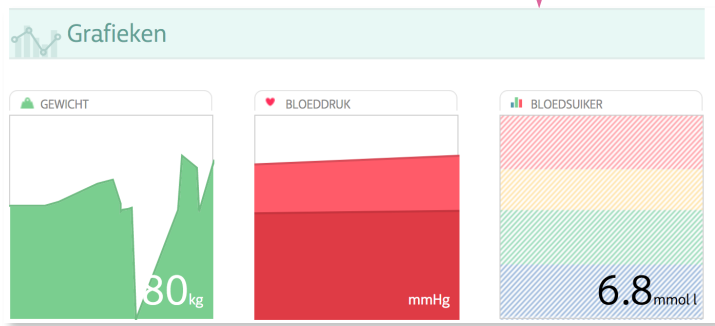 Grafieken
GEWICHT
BLOEDDRUK
BLOEDSUIKER
80kg
mmHg
6.8mmol l